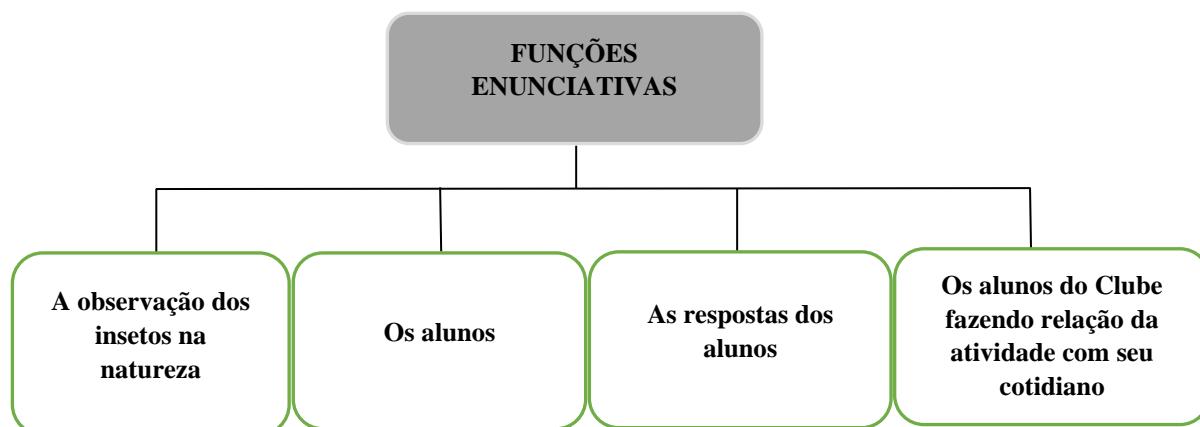 FUNÇÕES
ENUNCIATIVAS
A observação dos
insetos na
natureza
Os alunos
As respostas dos
alunos
Os alunos do Clube
fazendo relação da
atividade com seu
cotidiano